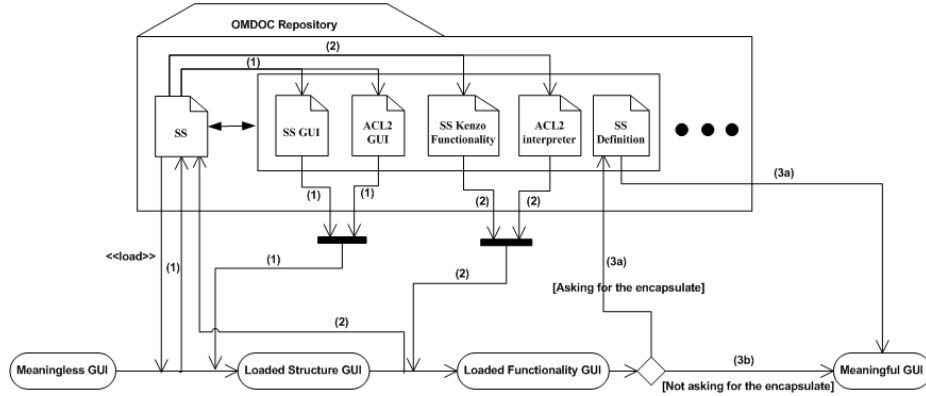 OMDOC Repository
(2)
(1)
SS
SS GUI
ACL2
GUI
SS Kenzo
Functionality
ACL2
interpreter
SS
Definition
(1)
(1)
(2)
(2)
(3a)
<<load>>
(1)
(1)
(2)
(3a)
[Asking for the encapsulate]
(2)
Meaningless GUI
Loaded Structure GUI
Loaded Functionality GUI
(3b)
[Not asking for the encapsulate]
Meaningful GUI